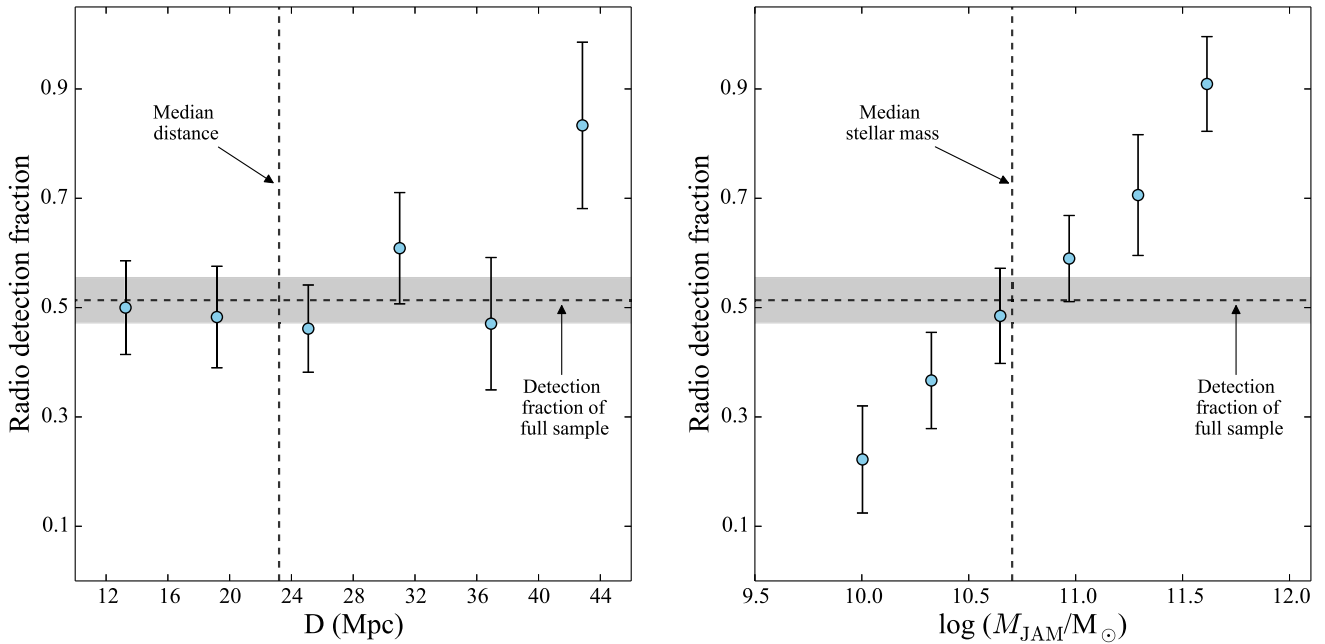 Radio detection fraction
0.9
0.7
0.5
0.3
0.1
Median
distance
Detection
fraction of
full sample
12 16 20 24 28 32 36 40 44
D (Mpc)
Radio detection fraction
0.9
0.7
0.5
0.3
0.1
Median
stellar mass
Detection
fraction of
full sample
9.5 10.0 10.5 11.0 11.5 12.0
log (M_JAM/M_⊙)